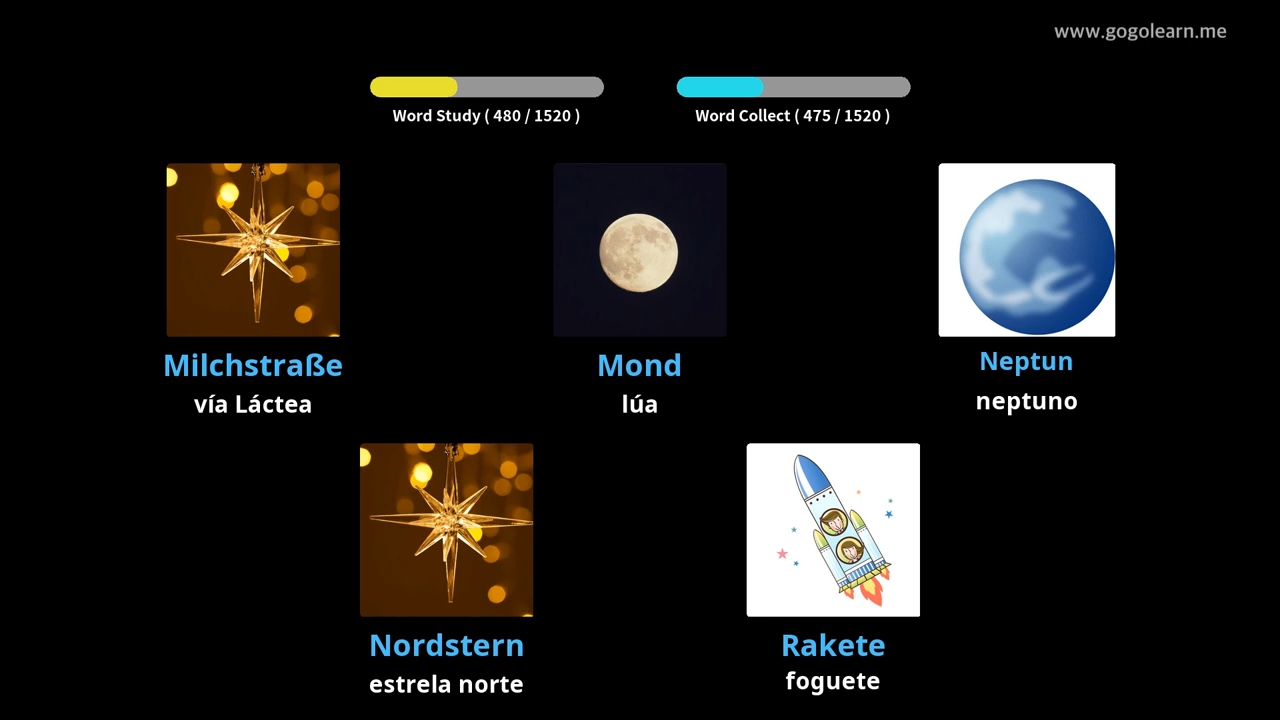 www.gogolearn.me
Word Study ( 480 / 1520 )
Word Collect ( 475 / 1520 )
Milchstraße
vía Láctea
Mond
lúa
Neptun
neptuno
Nordstern
estrela norte
Rakete
foguete